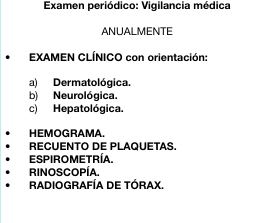 Examen periódico: Vigilancia médica
ANUALMENTE
• EXAMEN CLÍNICO con orientación:
a) Dermatológica.
b) Neurológica.
c) Hepatológica.
• HEMOGRAMA.
• RECUENTO DE PLAQUETAS.
• ESPIROMETRÍA.
• RINOSCOPÍA.
• RADIOGRAFÍA DE TÓRAX.